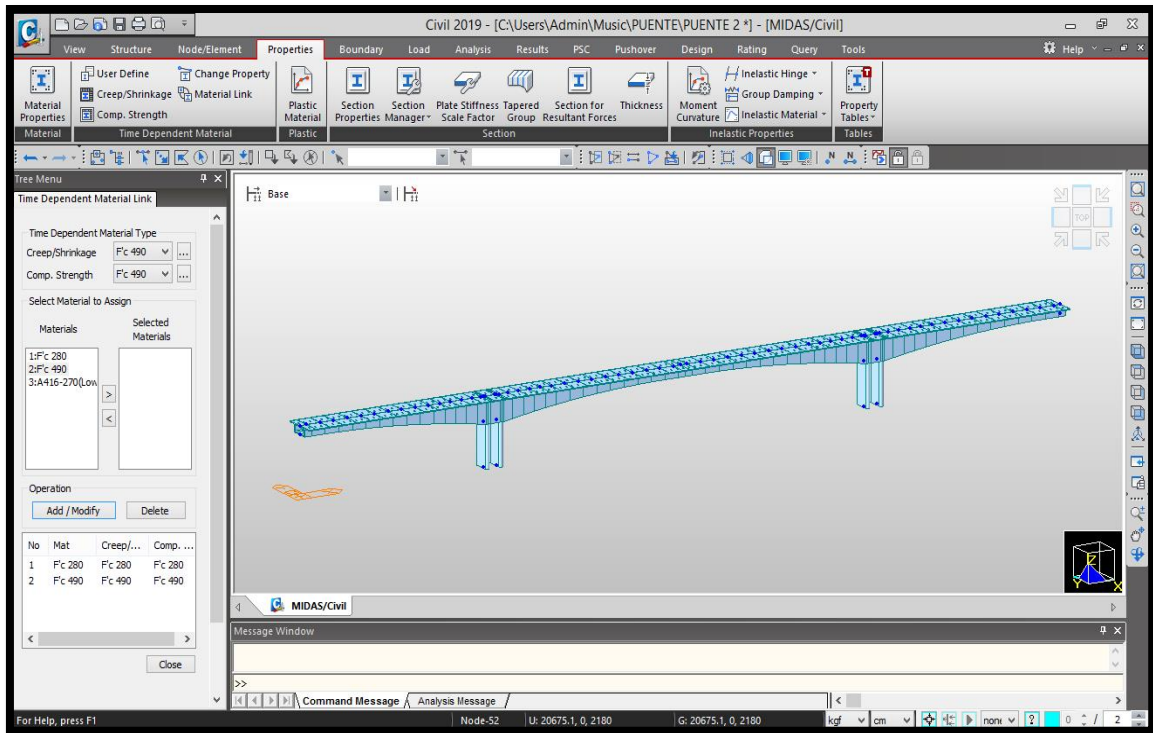 Civil 2019 - [C:\Users\Admin\Music\PUENTE\PUENTE 2 *] - [MIDAS/Civil]
View Structure Node/Element Properties Boundary Load Analysis Results PSC Pushover Design Rating Query Tools Help
User Define Change Property Inelastic Hinge
Creep/Shrinkage Material Link Group Damping
Comp. Strength Inelastic Material
Material Properties
Plastic Material
Section Properties
Section Manager
Plate Stiffness Scale Factor
Tapered Group
Section for Resultant Forces
Thickness
Moment Curvature
Property Tables
Material Time Dependent Material Plastic Section Inelastic Properties Tables
Tree Menu
Time Dependent Material Link
Base
TOP
Time Dependent Material Type
Creep/Shrinkage F'c 490 ...
Comp. Strength F'c 490 ...
Select Material to Assign
Materials
Selected Materials
1:F'c 280
2:F'c 490
3:A416-270(Low
>
<
Operation
Add / Modify Delete
No Mat Creep/... Comp. ...
1 F'c 280 F'c 280 F'c 280
2 F'c 490 F'c 490 F'c 490
Close
Z
Y X
MIDAS/Civil
Message Window
>>
Command Message Analysis Message
For Help, press F1 Node-52 U: 20675.1, 0, 2180 G: 20675.1, 0, 2180 kgf cm none ? 0 / 2